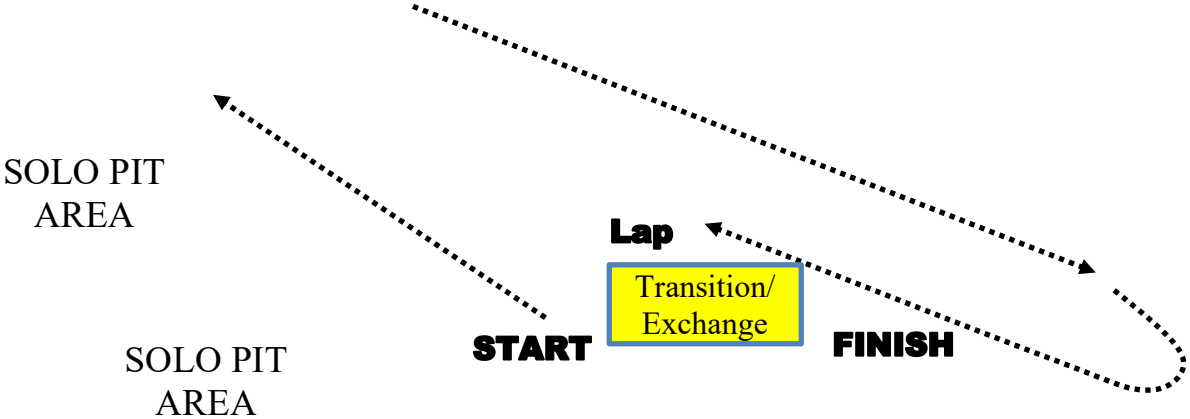 SOLO PIT
AREA
Lap
Transition/
Exchange
START
FINISH
SOLO PIT
AREA